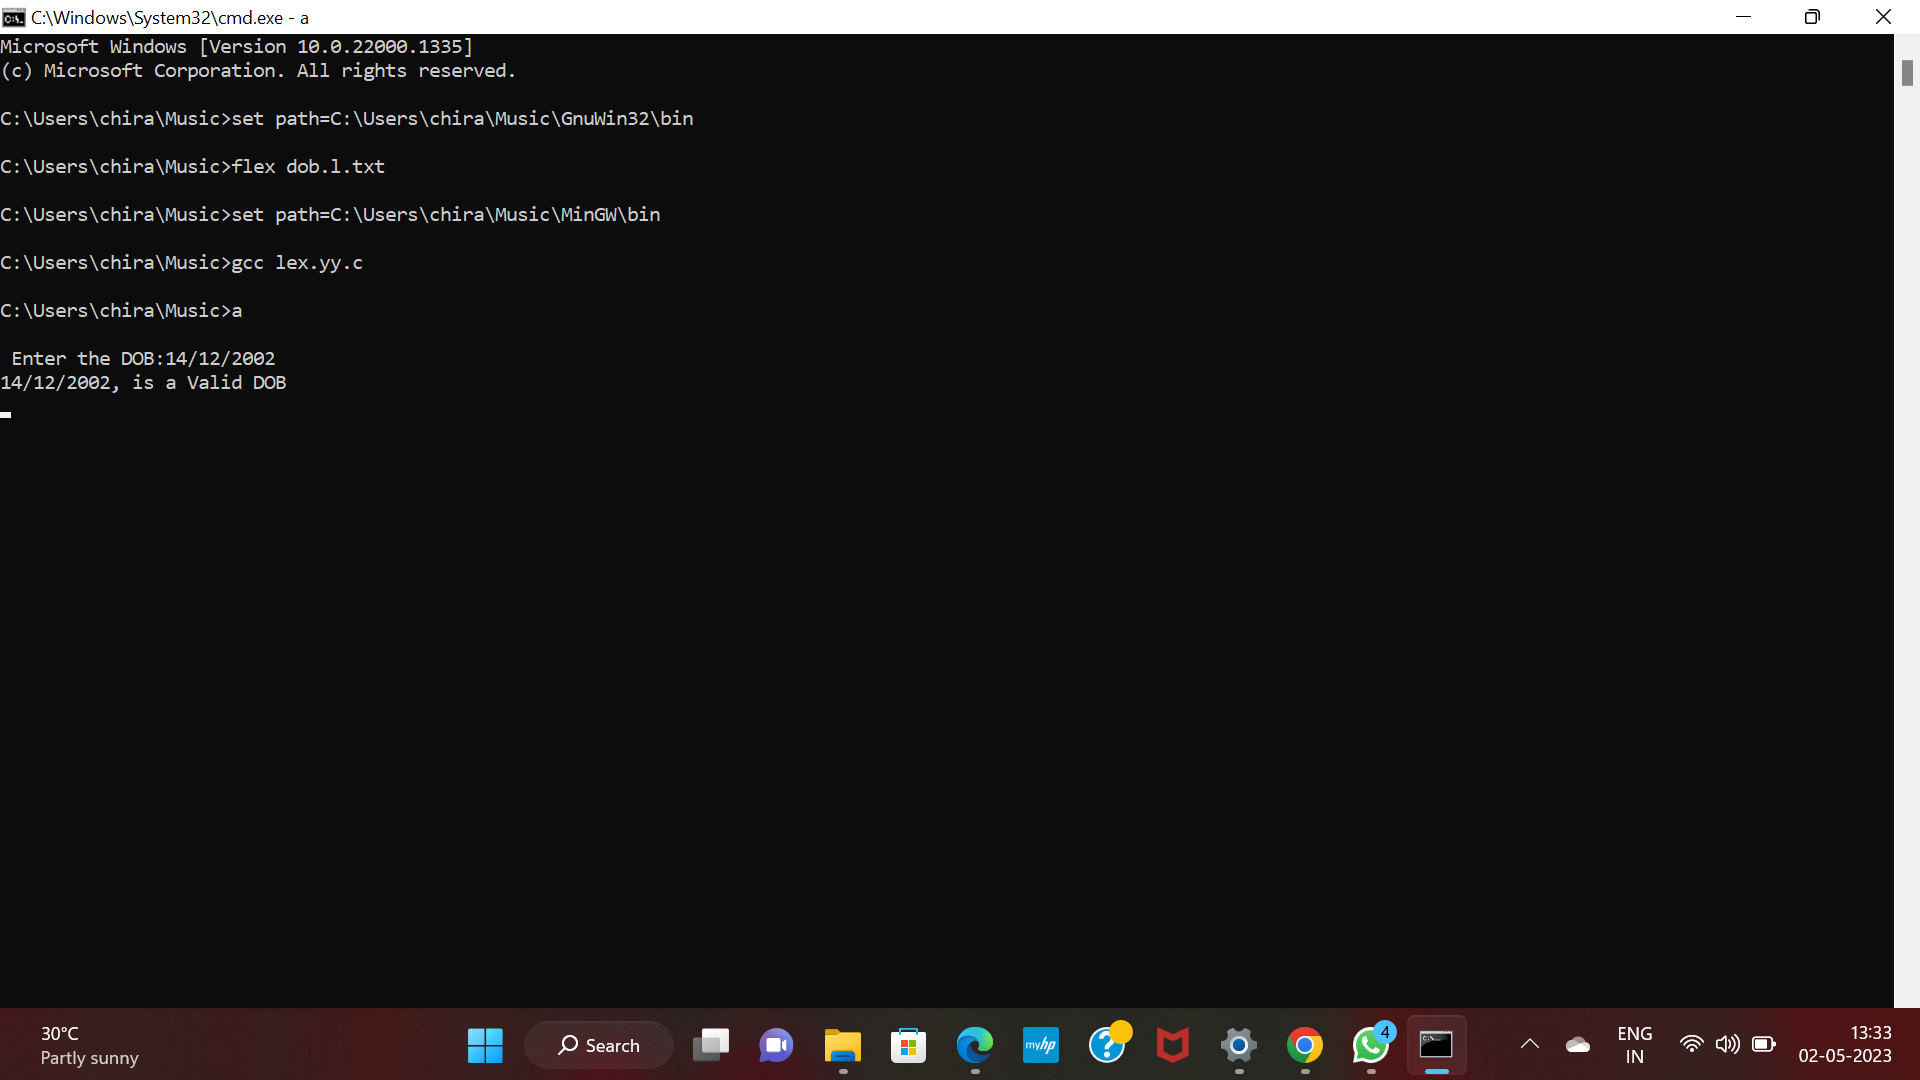 C:\Windows\System32\cmd.exe - a
Microsoft Windows [Version 10.0.22000.1335]
(c) Microsoft Corporation. All rights reserved.
C:\Users\chira\Music>set path=C:\Users\chira\Music\GnuWin32\bin
C:\Users\chira\Music>flex dob.l.txt
C:\Users\chira\Music>set path=C:\Users\chira\Music\MinGW\bin
C:\Users\chira\Music>gcc lex.yy.c
C:\Users\chira\Music>a
Enter the DOB:14/12/2002
14/12/2002, is a Valid DOB
30°C
Partly sunny
Search
myhp
4
ENG
IN
13:33
02-05-2023